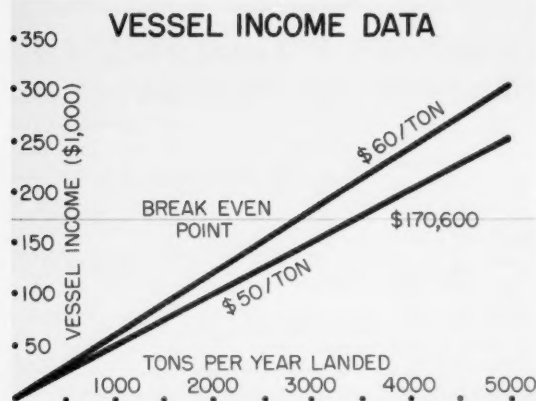 VESSEL INCOME DATA
350
300
250
200
150
100
50
VESSEL INCOME ($1,000)
$60/TON
BREAK EVEN
POINT
$170,600
$50/TON
TONS PER YEAR LANDED
1000 2000 3000 4000 5000